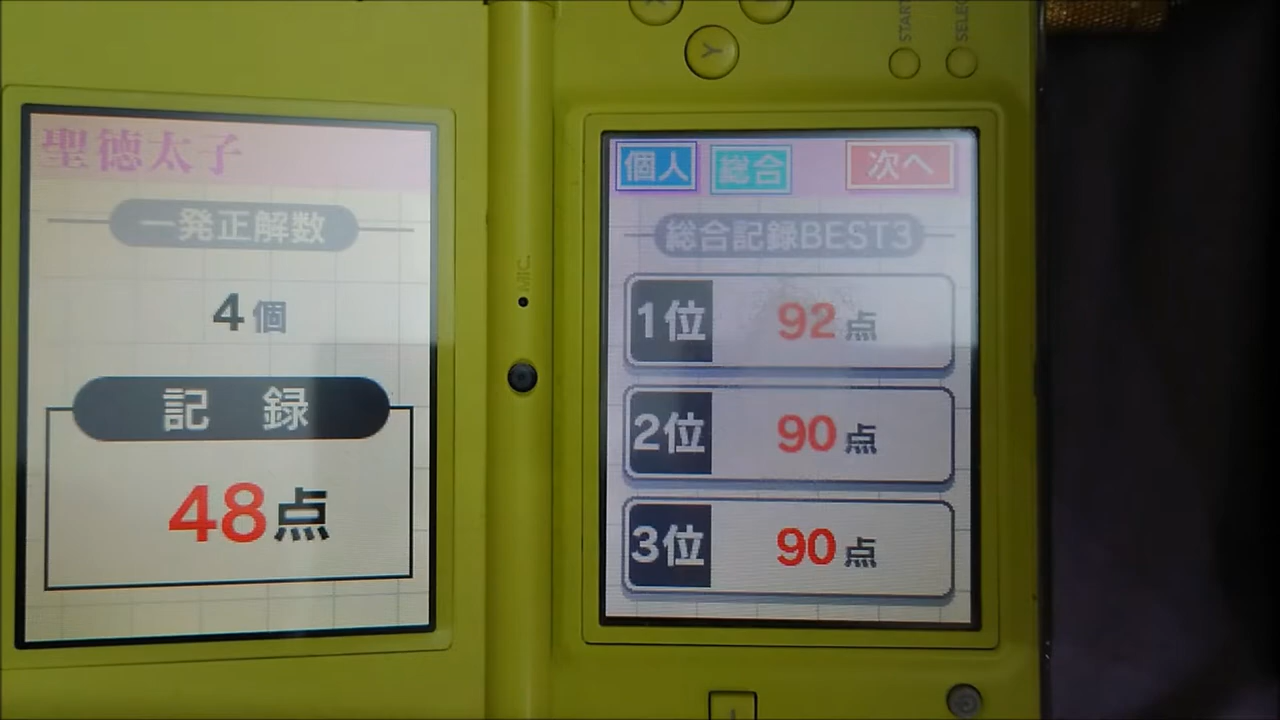 聖徳太子
一発正解数
4個
記録
48点
Y
START
SELEC
MIC.
個人
総合
次へ
総合記録BEST3
1位 92点
2位 90点
3位 90点